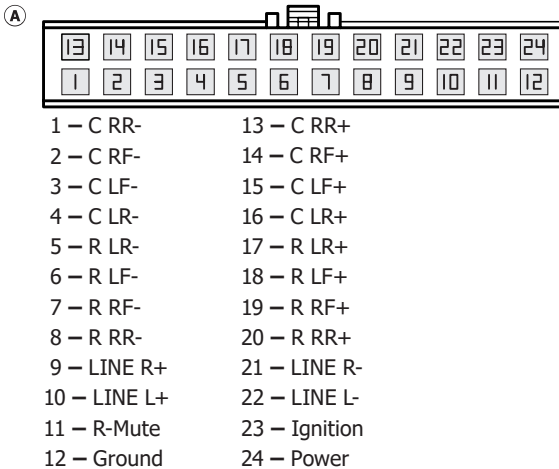 A
13 14 15 16 17 18 19 20 21 22 23 24
1 2 3 4 5 6 7 8 9 10 11 12
1 – C RR- 13 – C RR+
2 – C RF- 14 – C RF+
3 – C LF- 15 – C LF+
4 – C LR- 16 – C LR+
5 – R LR- 17 – R LR+
6 – R LF- 18 – R LF+
7 – R RF- 19 – R RF+
8 – R RR- 20 – R RR+
9 – LINE R+ 21 – LINE R-
10 – LINE L+ 22 – LINE L-
11 – R-Mute 23 – Ignition
12 – Ground 24 – Power